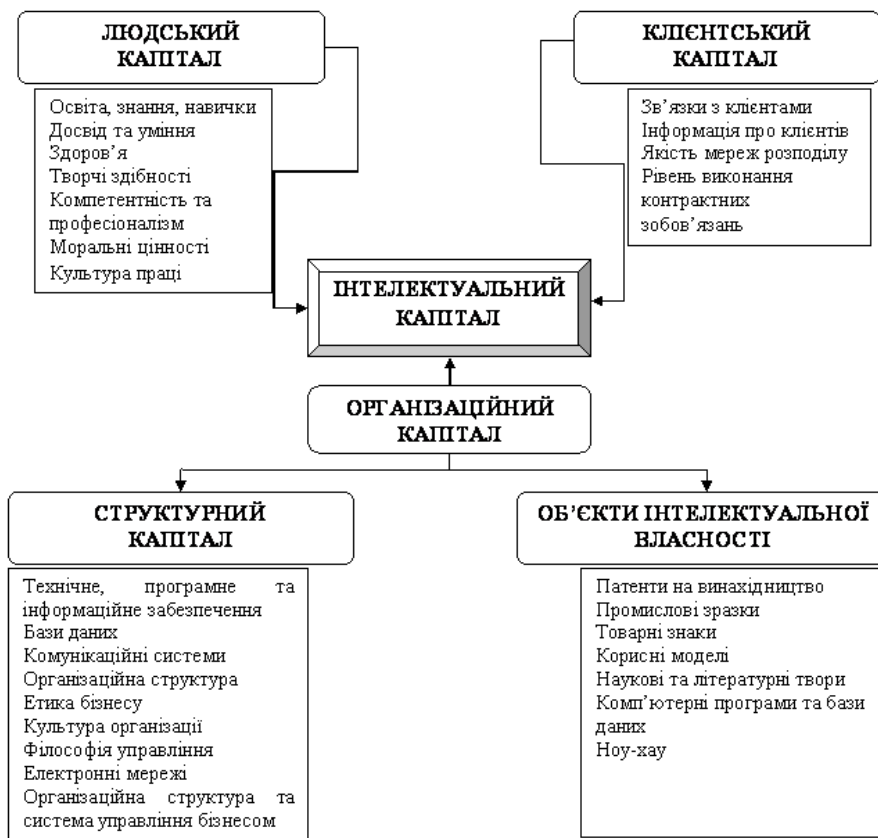 ЛЮДСЬКИЙ
КАПІТАЛ
Освіта, знання, навички
Досвід та уміння
Здоров’я
Творчі здібності
Компетентність та
професіоналізм
Моральні цінності
Культура праці
КЛІЄНТСЬКИЙ
КАПІТАЛ
Зв’язки з клієнтами
Інформація про клієнтів
Якість мереж розподілу
Рівень виконання
контрактних
зобов’язань
ІНТЕЛЕКТУАЛЬНИЙ
КАПІТАЛ
ОРГАНІЗАЦІЙНИЙ
КАПІТАЛ
СТРУКТУРНИЙ
КАПІТАЛ
Технічне, програмне та
інформаційне забезпечення
Бази даних
Комунікаційні системи
Організаційна структура
Етика бізнесу
Культура організації
Філософія управління
Електронні мережі
Організаційна структура та
система управління бізнесом
ОБ’ЄКТИ ІНТЕЛЕКТУАЛЬНОЇ
ВЛАСНОСТІ
Патенти на винахідництво
Промислові зразки
Товарні знаки
Корисні моделі
Наукові та літературні твори
Комп’ютерні програми та бази
даних
Ноу-хау